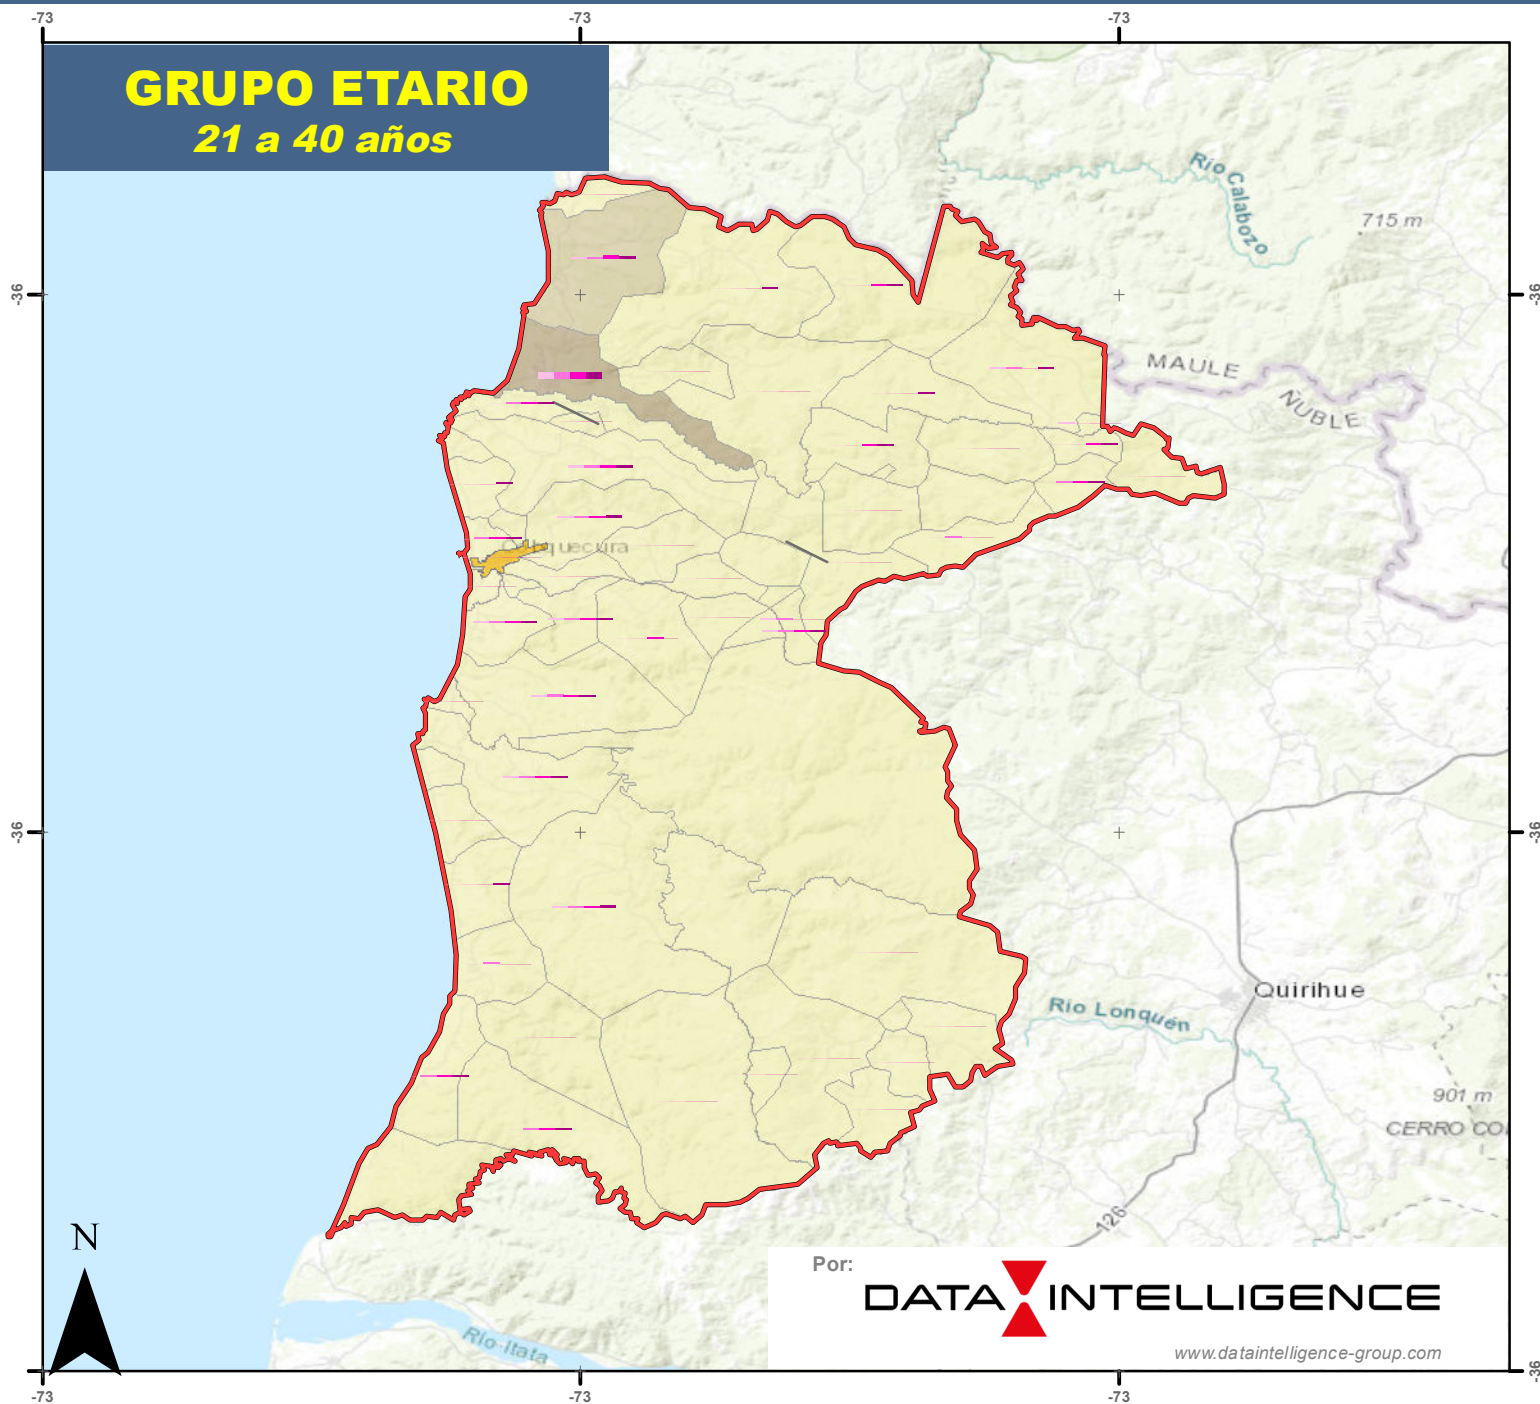 -73 -73 -73
GRUPO ETARIO
21 a 40 años
Río Calabozo
715 m
-36 -36
MAULE
ÑUBLE
-36 -36
Quirihue
Río Lonquén
901 m
CERRO CO
126
N
Por:
DATA INTELLIGENCE
www.dataintelligence-group.com
Río Itata
-36
-73 -73 -73